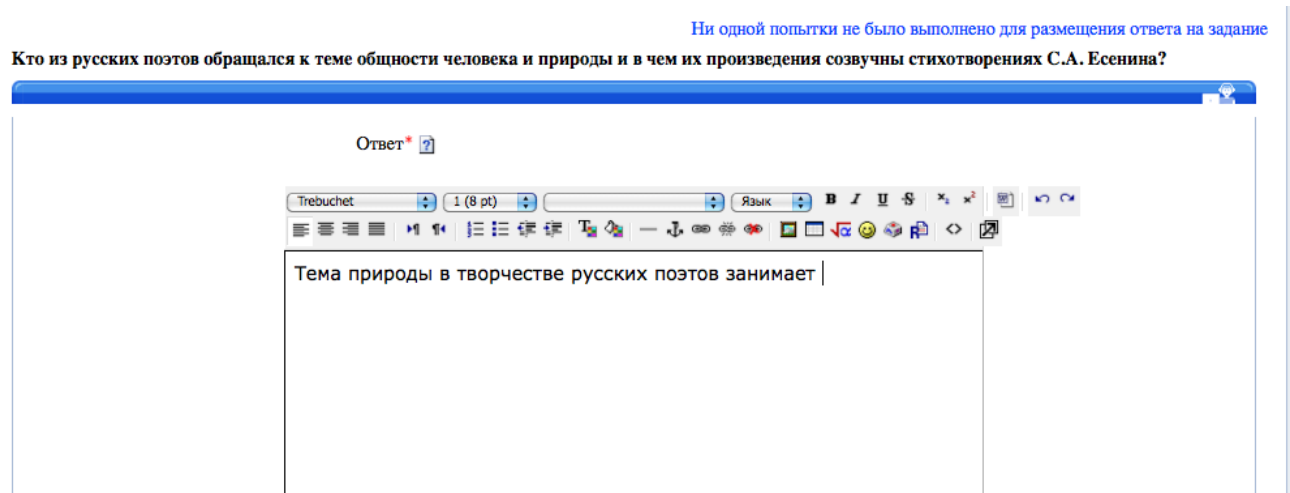 Ни одной попытки не было выполнено для размещения ответа на задание
Кто из русских поэтов обращался к теме общности человека и природы и в чем их произведения созвучны стихотворениях С.А. Есенина?
Ответ* ?
Trebuchet 1 (8 pt) Язык B I U S ×₂ ×²
Тема природы в творчестве русских поэтов занимает